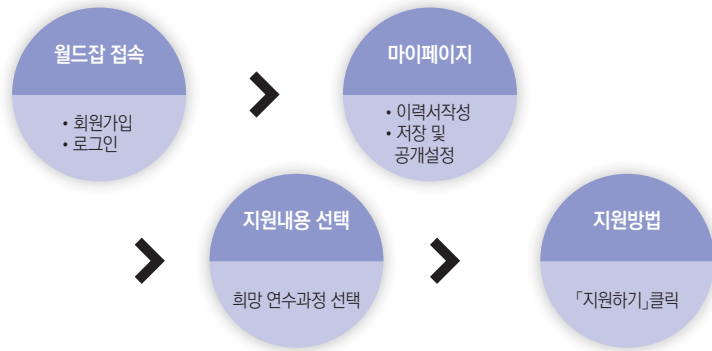 월드잡 접속
• 회원가입
• 로그인
마이페이지
• 이력서작성
• 저장 및
공개설정
지원내용 선택
희망 연수과정 선택
지원방법
「지원하기」클릭